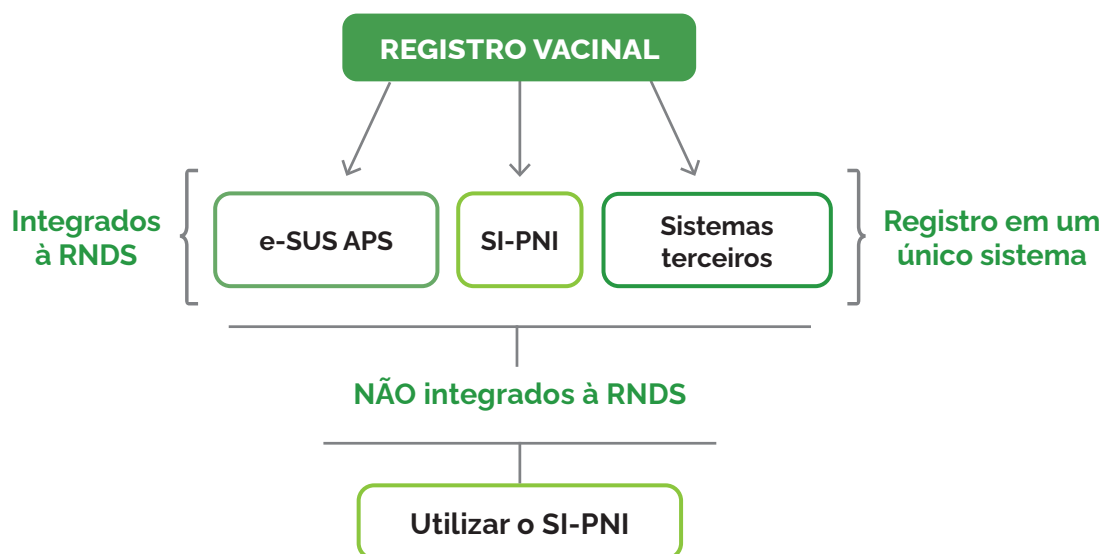 REGISTRO VACINAL
Integrados
à RNDS
e-SUS APS
SI-PNI
Sistemas
terceiros
Registro em um
único sistema
NÃO integrados à RNDS
Utilizar o SI-PNI